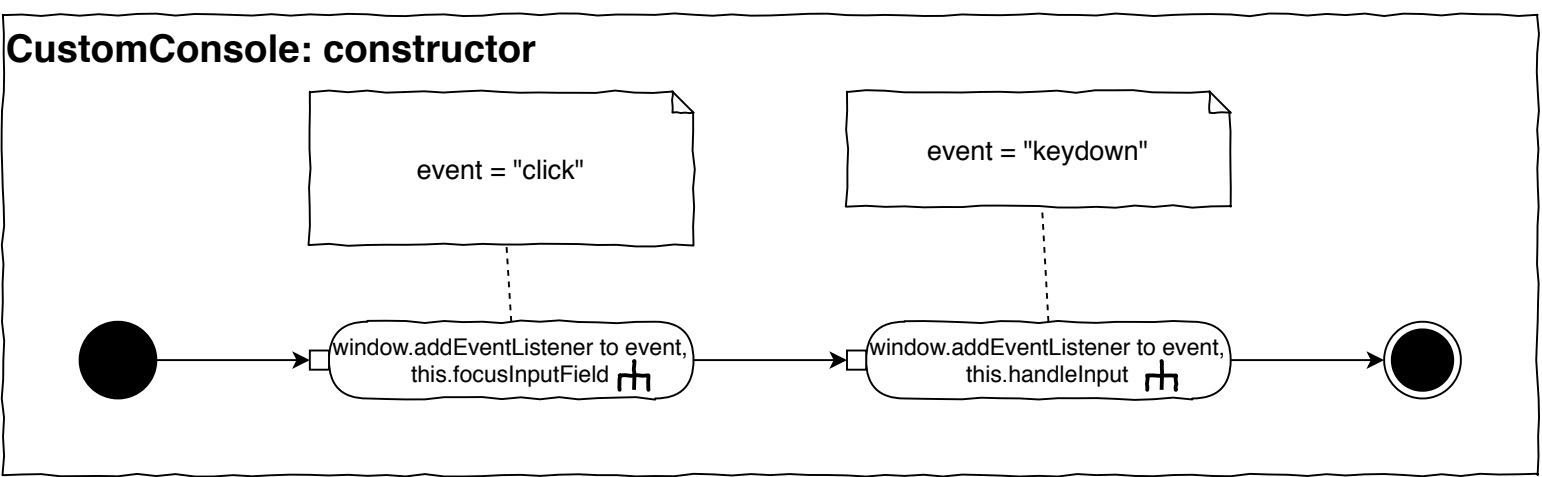 CustomConsole: constructor
event = "click"
event = "keydown"
window.addEventListener to event,
this.focusInputField
window.addEventListener to event,
this.handleInput